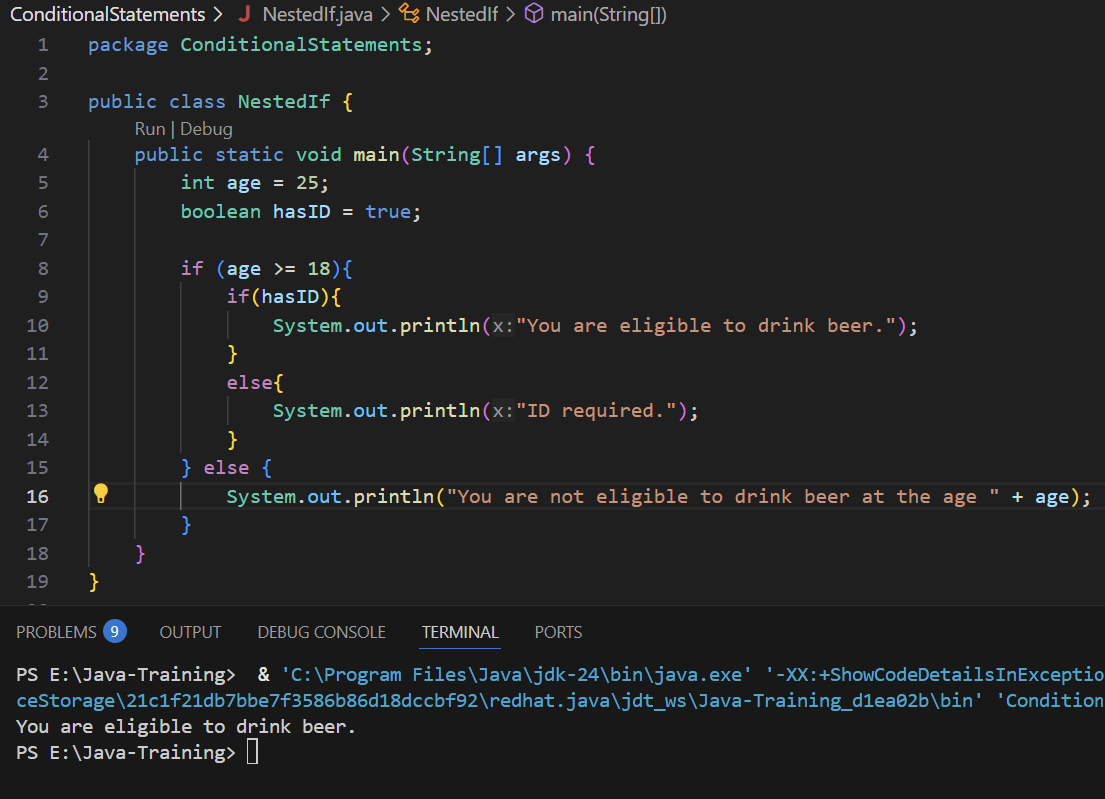 ConditionalStatements > NestedIf.java > NestedIf > main(String[])
1 package ConditionalStatements;
2
3 public class NestedIf {
Run | Debug
4 public static void main(String[] args) {
5 int age = 25;
6 boolean hasID = true;
7
8 if (age >= 18){
9 if(hasID){
10 System.out.println(x:"You are eligible to drink beer.");
11 }
12 else{
13 System.out.println(x:"ID required.");
14 }
15 } else {
16 System.out.println("You are not eligible to drink beer at the age " + age);
17 }
18 }
19 }
PROBLEMS 9 OUTPUT DEBUG CONSOLE TERMINAL PORTS
PS E:\Java-Training> & 'C:\Program Files\Java\jdk-24\bin\java.exe' '-XX:+ShowCodeDetailsInExceptio
ceStorage\21c1f21db7bbe7f3586b86d18dccbf92\redhat.java\jdt_ws\Java-Training_d1ea02b\bin' 'Condition
You are eligible to drink beer.
PS E:\Java-Training>